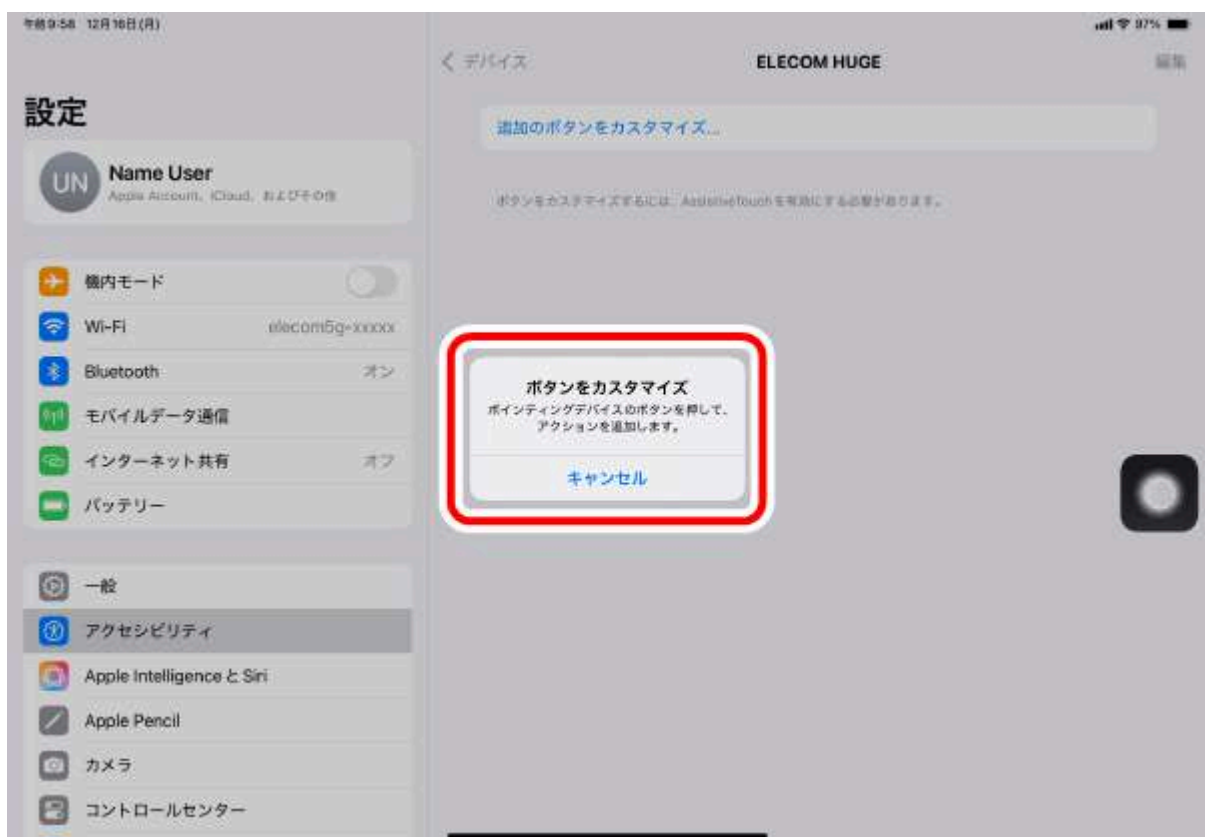 午前9:58 12月16日(月)
97%
デバイス
ELECOM HUGE
編集
設定
追加のボタンをカスタマイズ...
UN
Name User
Apple Account、iCloud、およびその他
ボタンをカスタマイズするには、AssistiveTouchを有効にする必要があります。
機内モード
Wi-Fi
elecom5g-xxxxx
Bluetooth
オン
モバイルデータ通信
インターネット共有
オフ
バッテリー
ボタンをカスタマイズ
ポインティングデバイスのボタンを押して、
アクションを追加します。
キャンセル
一般
アクセシビリティ
Apple Intelligence と Siri
Apple Pencil
カメラ
コントロールセンター